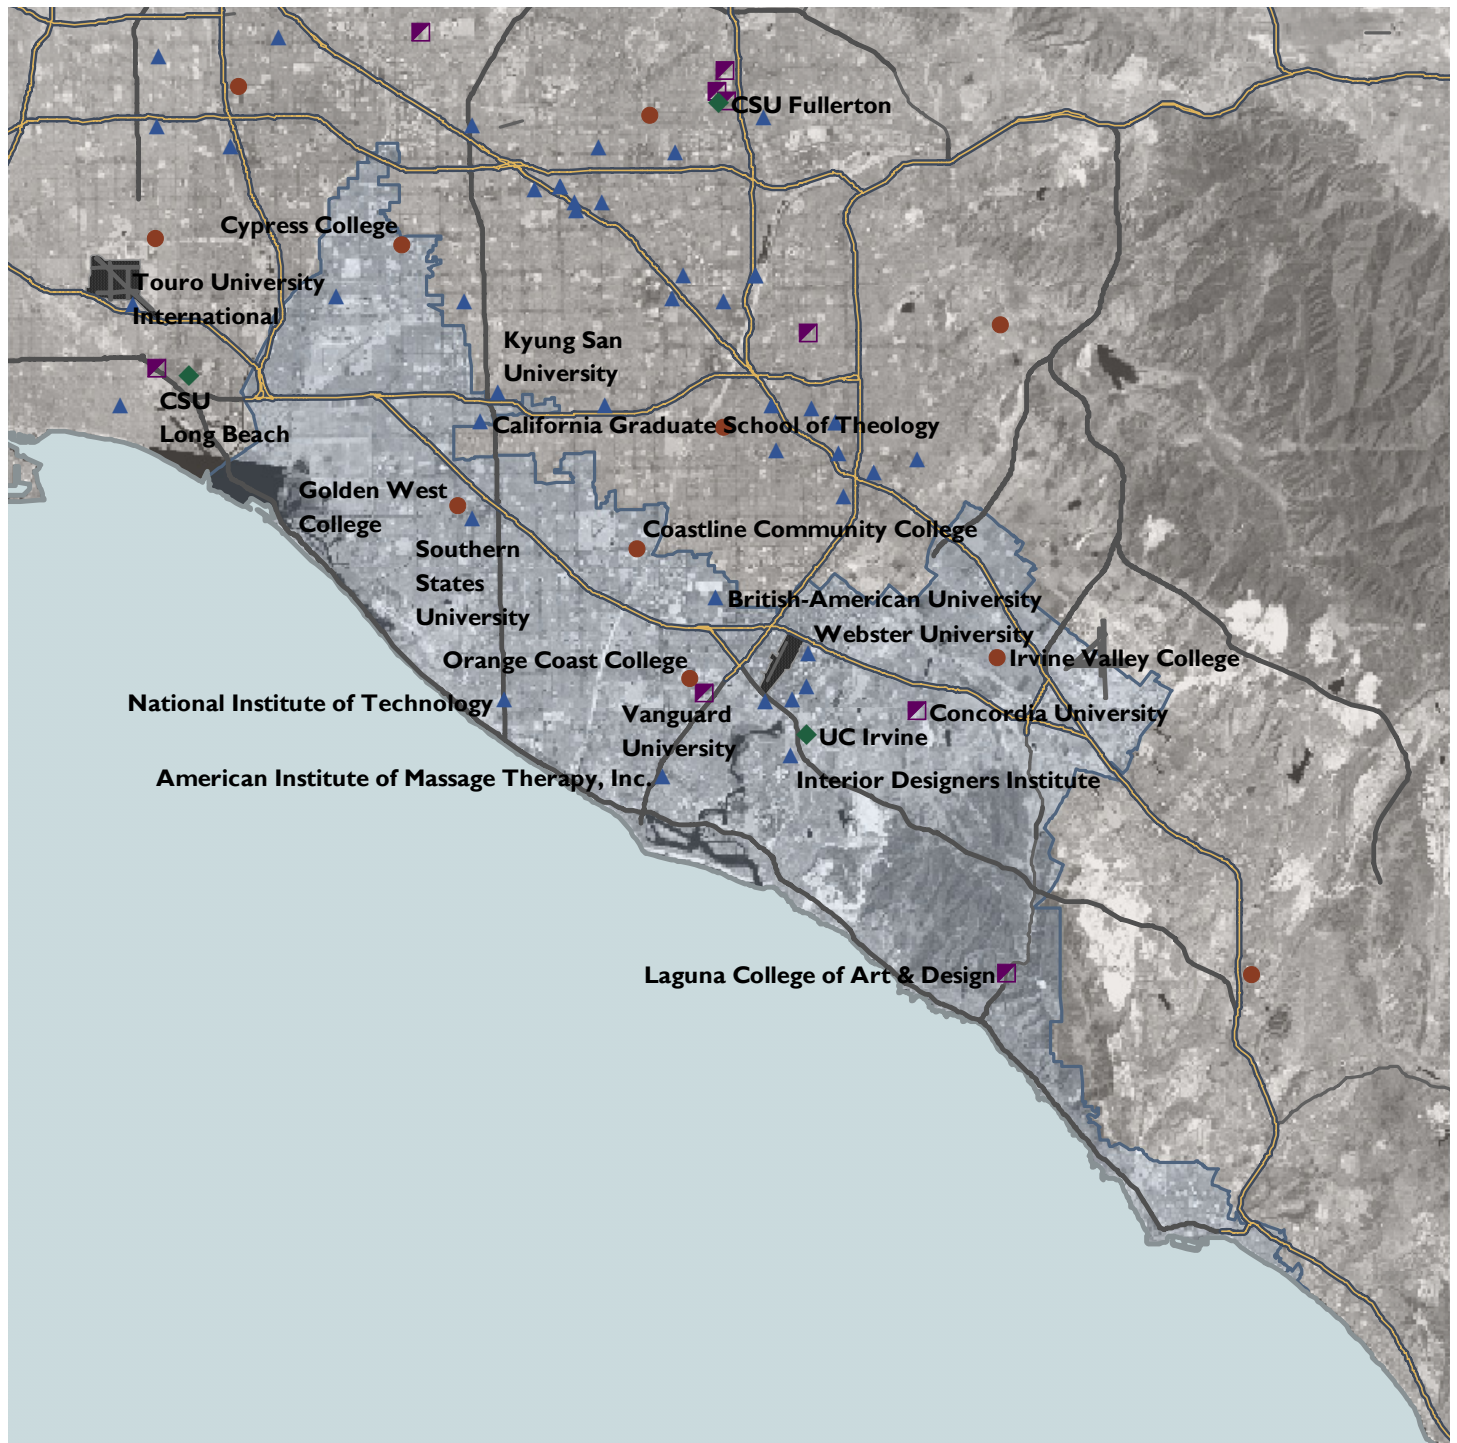 CSU Fullerton
Cypress College
Touro University
International
Kyung San
University
CSU
Long Beach
California Graduate School of Theology
Golden West
College
Coastline Community College
Southern
States
University
British-American University
Webster University
Orange Coast College
Irvine Valley College
National Institute of Technology
Vanguard
University
Concordia University
UC Irvine
American Institute of Massage Therapy, Inc.
Interior Designers Institute
Laguna College of Art & Design